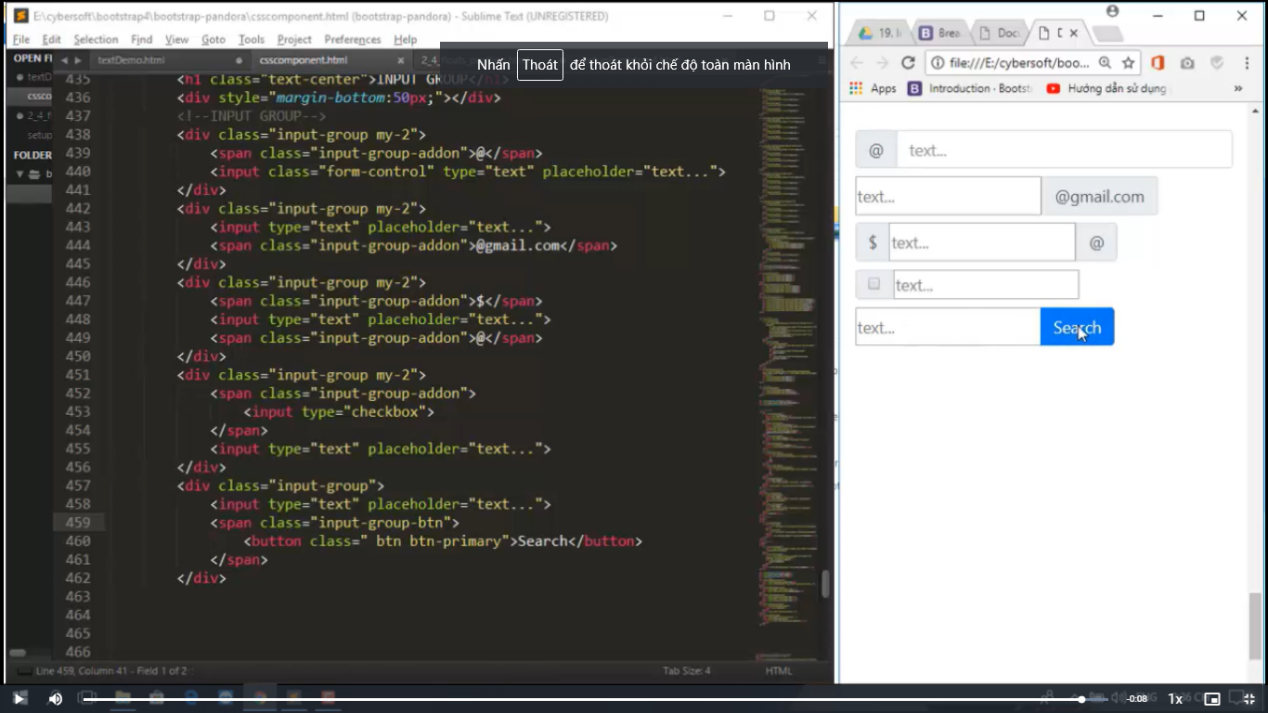 E:\cybersoft\bootstrap4\bootstrap-pandora\csscomponent.html (bootstrap-pandora) - Sublime Text (UNREGISTERED)
File Edit Selection Find View Goto Tools Project Preferences Help
Nhấn Thoát để thoát khỏi chế độ toàn màn hình
OPEN FI
textDemo.html
csscomponent.html
FOLDER
setup
435 <h1 class="text-center">INPUT GROUP</h1>
436 <div style="margin-bottom:50px;"></div>
437 <!--INPUT GROUP-->
438 <div class="input-group my-2">
439 <span class="input-group-addon">@</span>
440 <input class="form-control" type="text" placeholder="text...">
441 </div>
442 <div class="input-group my-2">
443 <input type="text" placeholder="text...">
444 <span class="input-group-addon">@gmail.com</span>
445 </div>
446 <div class="input-group my-2">
447 <span class="input-group-addon">$</span>
448 <input type="text" placeholder="text...">
449 <span class="input-group-addon">@</span>
450 </div>
451 <div class="input-group my-2">
452 <span class="input-group-addon">
453 <input type="checkbox">
454 </span>
455 <input type="text" placeholder="text...">
456 </div>
457 <div class="input-group">
458 <input type="text" placeholder="text...">
459 <span class="input-group-btn">
460 <button class=" btn btn-primary">Search</button>
461 </span>
462 </div>
463
464
465
466
Line 459, Column 41 - Field 1 of 2
Tab Size: 4
HTML
19. I
Brea
Docu
file:///E:/cybersoft/boo...
Apps
Introduction · Bootst
Hướng dẫn sử dụng
»
@ text...
text... @gmail.com
$ text... @
text...
text... Search
-0:08
1x